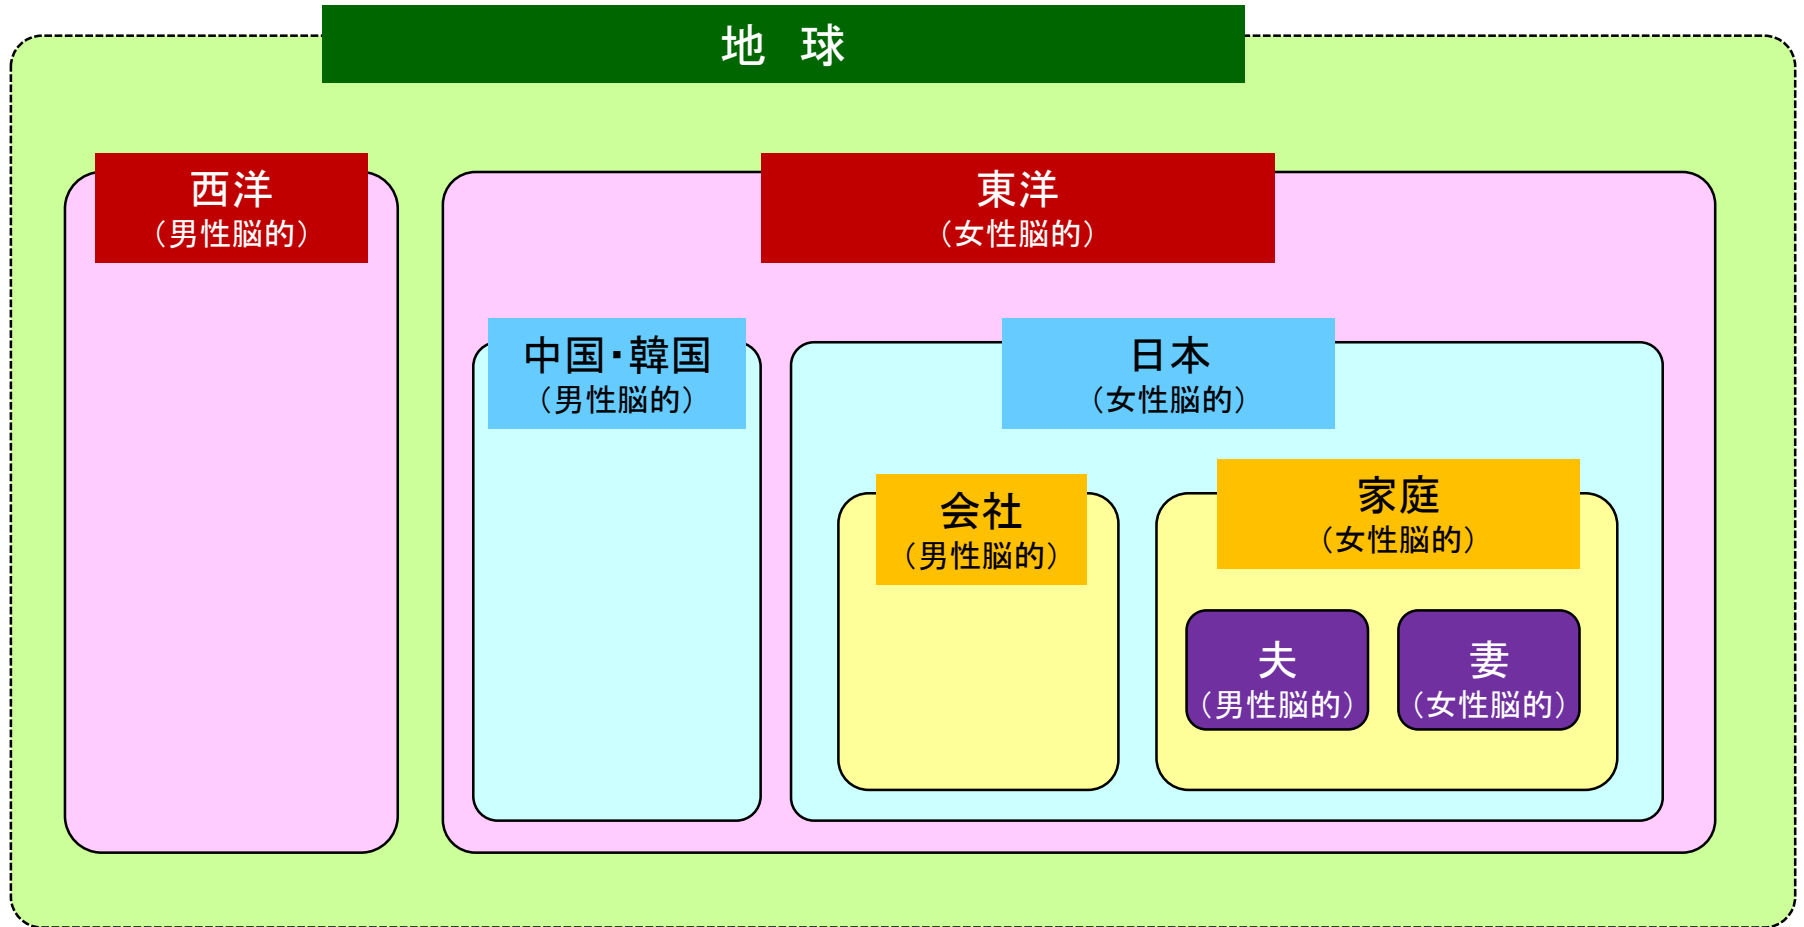 地　球
西洋
（男性脳的）
東洋
（女性脳的）
中国・韓国
（男性脳的）
日本
（女性脳的）
会社
（男性脳的）
家庭
（女性脳的）
夫
（男性脳的）
妻
（女性脳的）